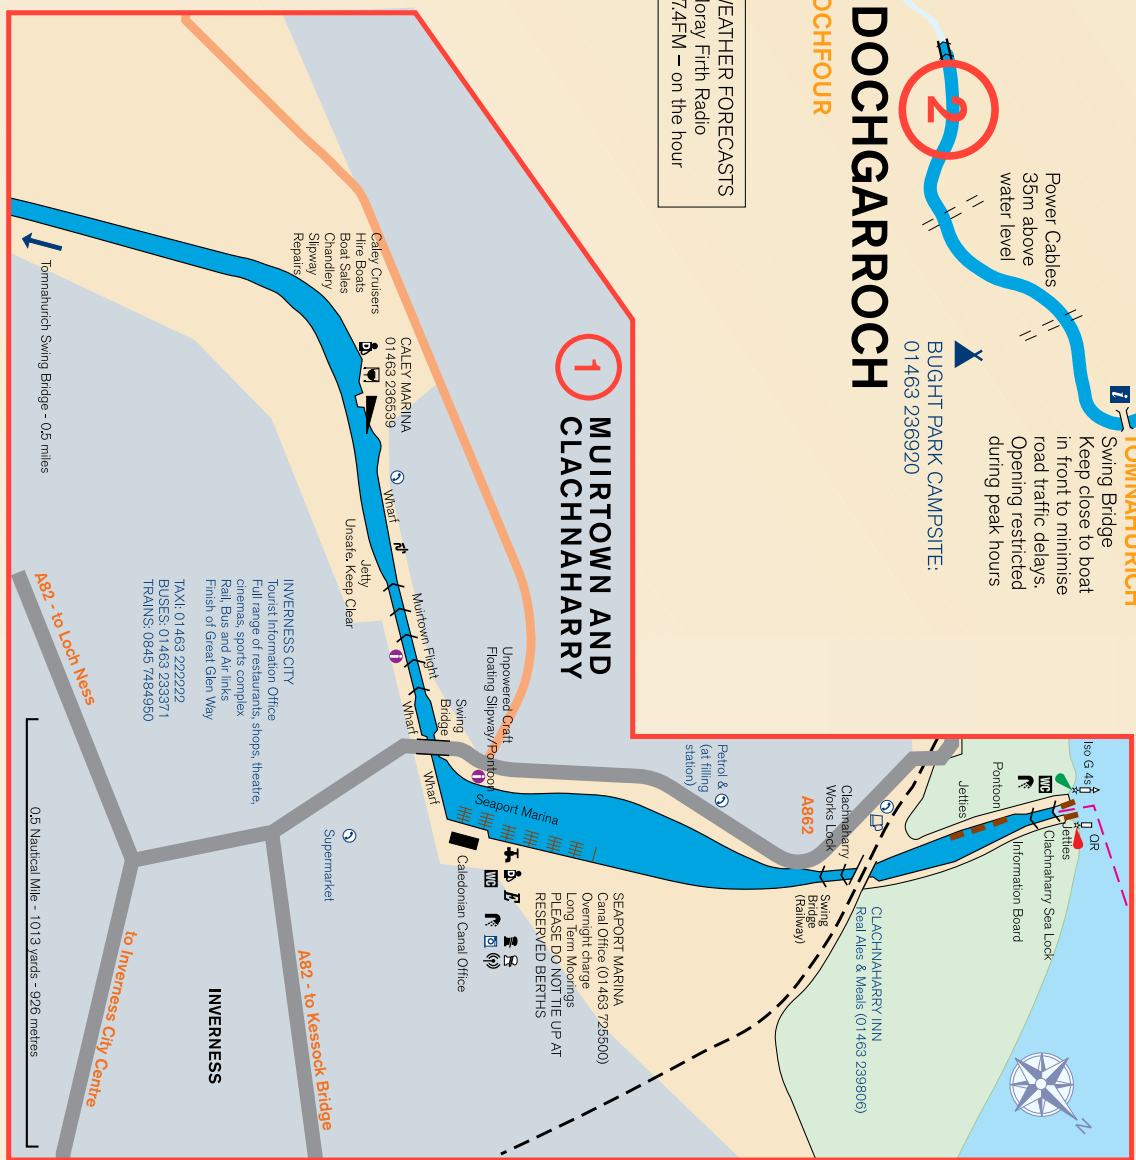 DOCHGARROCH
OCHFOUR
2
Power Cables
35m above
water level
BUGHT PARK CAMPSITE:
01463 236920
i
TOMNAHURICH
Swing Bridge
Keep close to boat
in front to minimise
road traffic delays.
Opening restricted
during peak hours
EATHER FORECASTS
oray Firth Radio
7.4FM – on the hour
1
MUIRTOWN AND
CLACHNAHARRY
Caley Cruisers
Hire Boats
Boat Sales
Chandlery
Slipway
Repairs
CALEY MARINA
01463 236539
Tomnahurich Swing Bridge - 0.5 miles
Wharf
Jetty
Unsafe. Keep Clear
Muirtown Flight
i
Wharf
Swing
Bridge
Unpowered Craft
Floating Slipway/Pontoon
i
Wharf
Seaport Marina
Caledonian Canal Office
WC
D
E
SEAPORT MARINA
Canal Office (01463 725500)
Overnight charge
Long Term Moorings
PLEASE DO NOT TIE UP AT
RESERVED BERTHS
Petrol &
(at filling
station)
A862
Clachnaharry
Works Lock
Swing
Bridge
(Railway)
CLACHNAHARRY INN
Real Ales & Meals (01463 239806)
Jetties
Pontoon
WC
Iso G 4s
QR
Jetties
Clachnaharry Sea Lock
Information Board
N
INVERNESS CITY
Tourist Information Office
Full range of restaurants, shops, theatre,
cinemas, sports complex
Rail, Bus and Air links
Finish of Great Glen Way
TAXI: 01463 222222
BUSES: 01463 233371
TRAINS: 0845 7484950
Supermarket
A82 - to Loch Ness
A82 - to Kessock Bridge
to Inverness City Centre
INVERNESS
0.5 Nautical Mile - 1013 yards - 926 metres